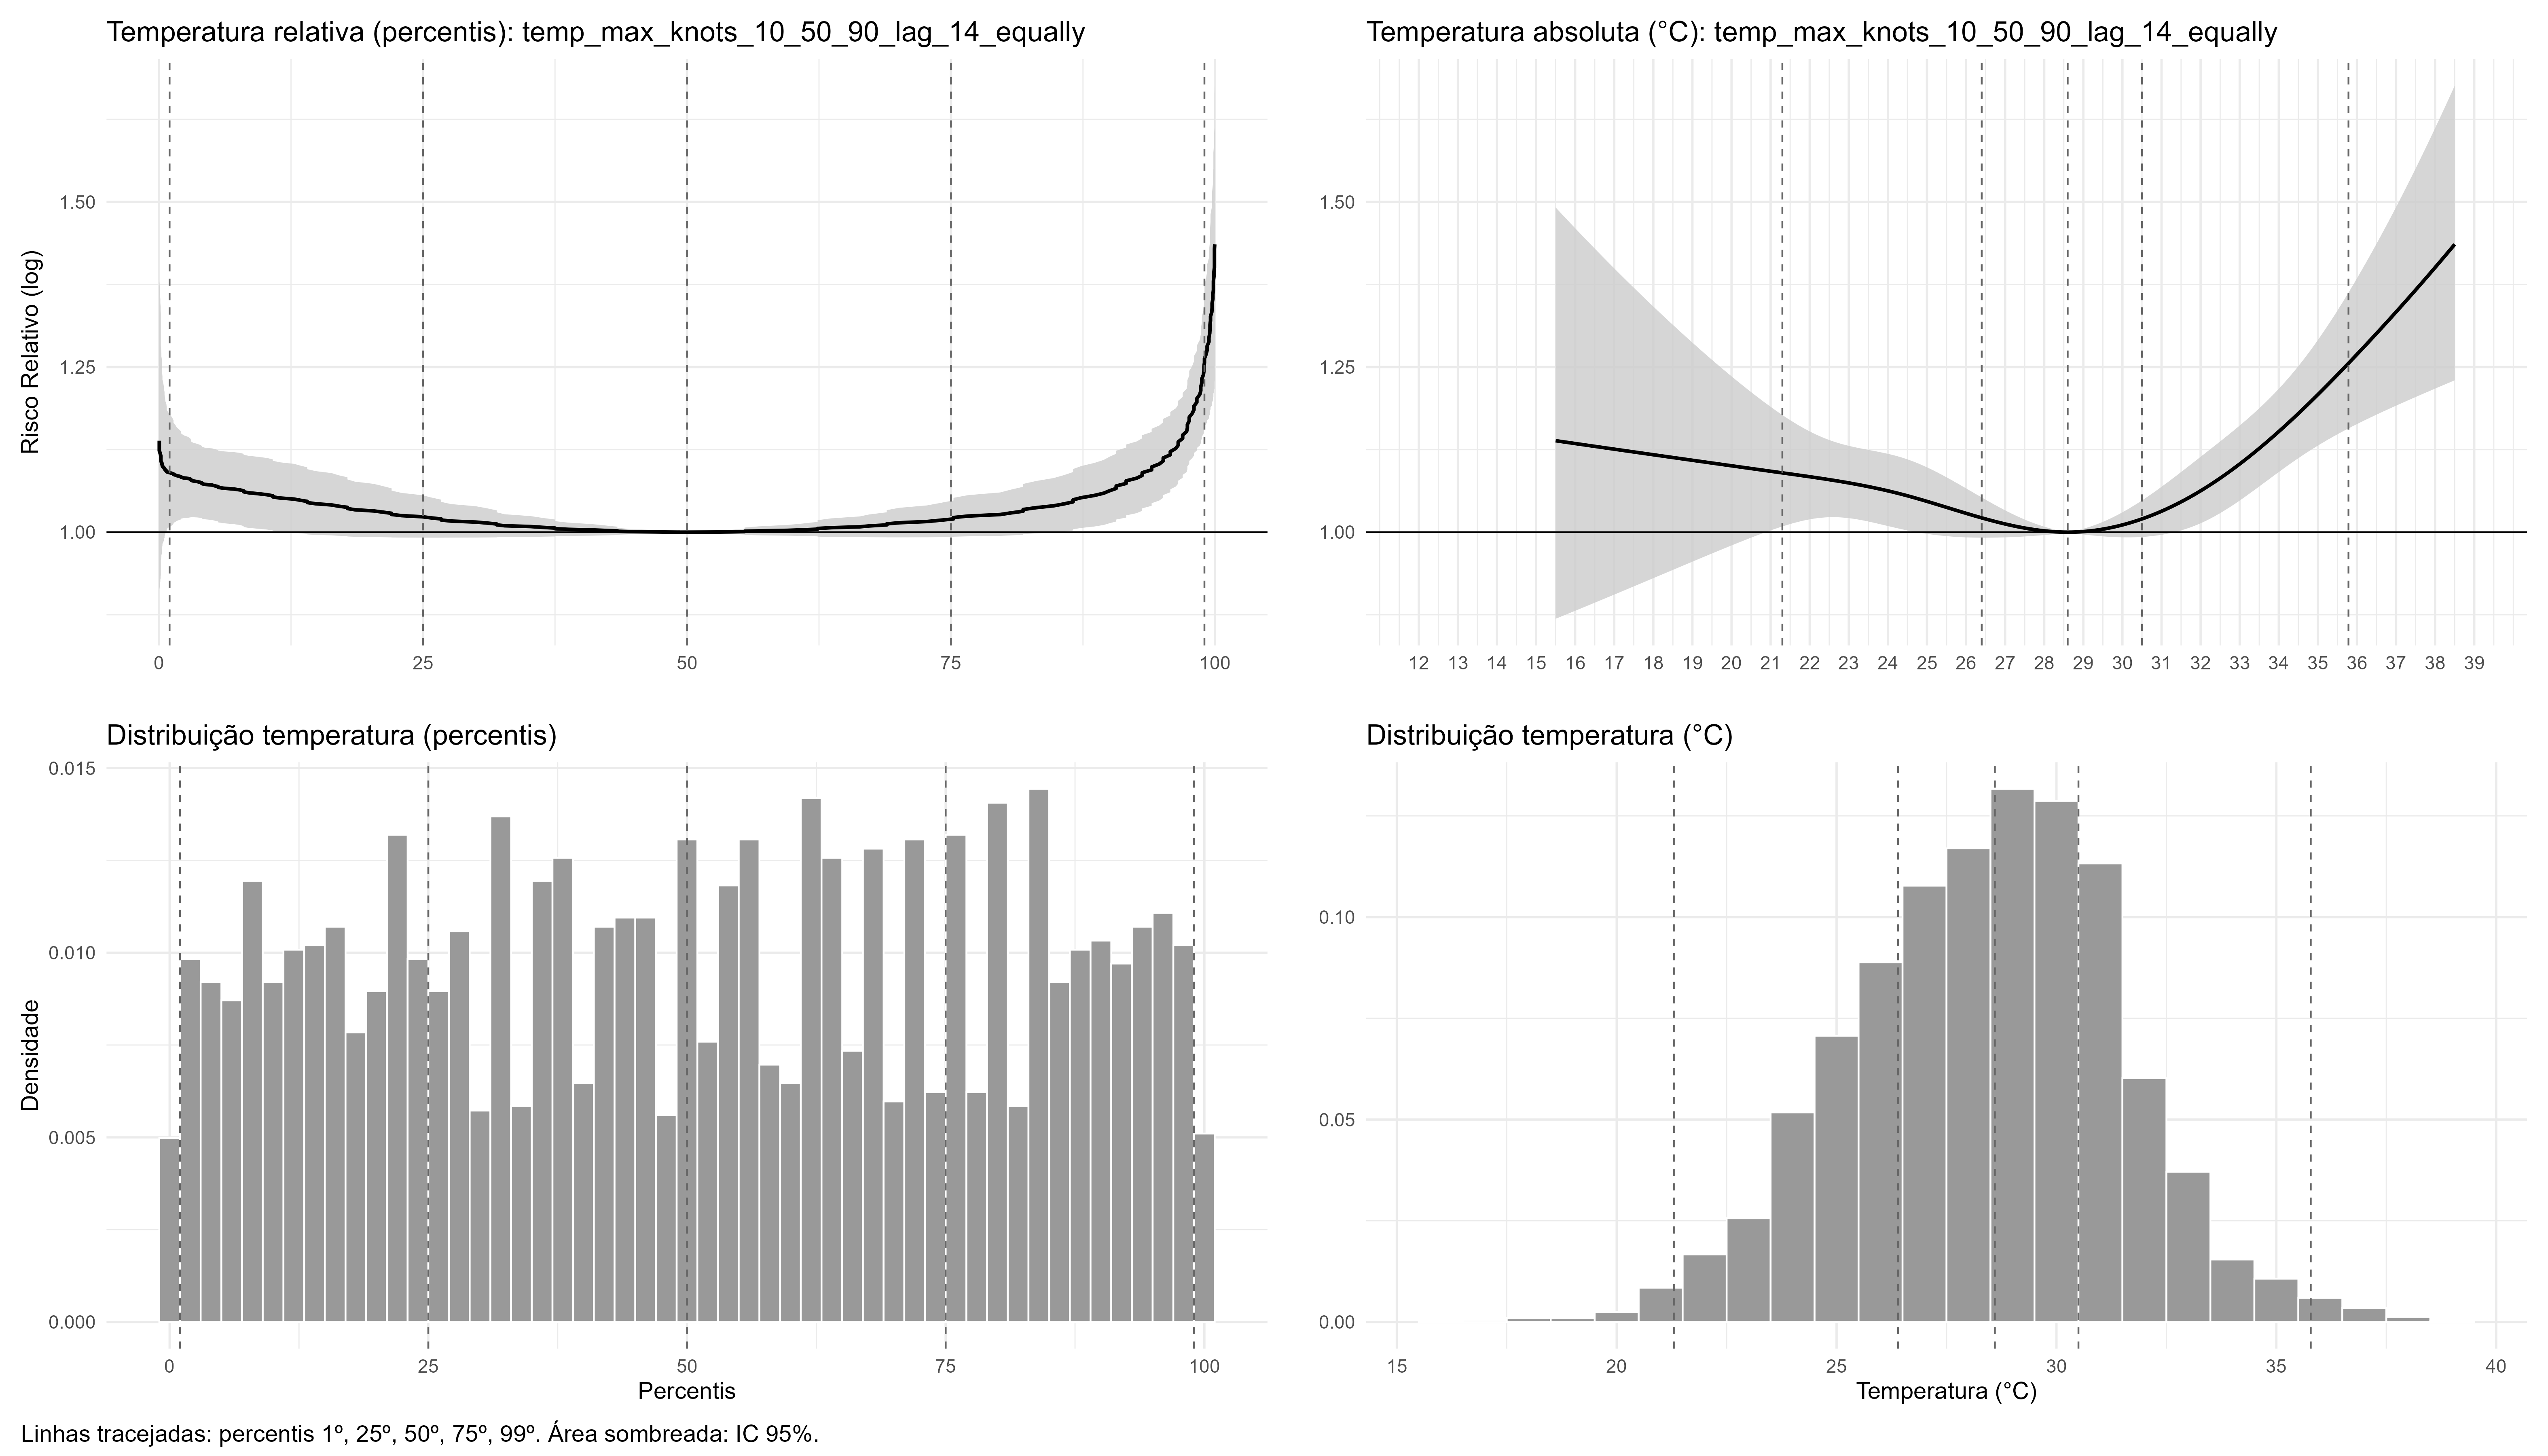 Temperatura relativa (percentis): temp_max_knots_10_50_90_lag_14_equally
Risco Relativo (log)
1.50
1.25
1.00
0 25 50 75 100
Temperatura absoluta (°C): temp_max_knots_10_50_90_lag_14_equally
1.50
1.25
1.00
12 13 14 15 16 17 18 19 20 21 22 23 24 25 26 27 28 29 30 31 32 33 34 35 36 37 38 39
Distribuição temperatura (percentis)
Densidade
0.015
0.010
0.005
0.000
0 25 50 75 100
Percentis
Distribuição temperatura (°C)
0.10
0.05
0.00
15 20 25 30 35 40
Temperatura (°C)
Linhas tracejadas: percentis 1º, 25º, 50º, 75º, 99º. Área sombreada: IC 95%.